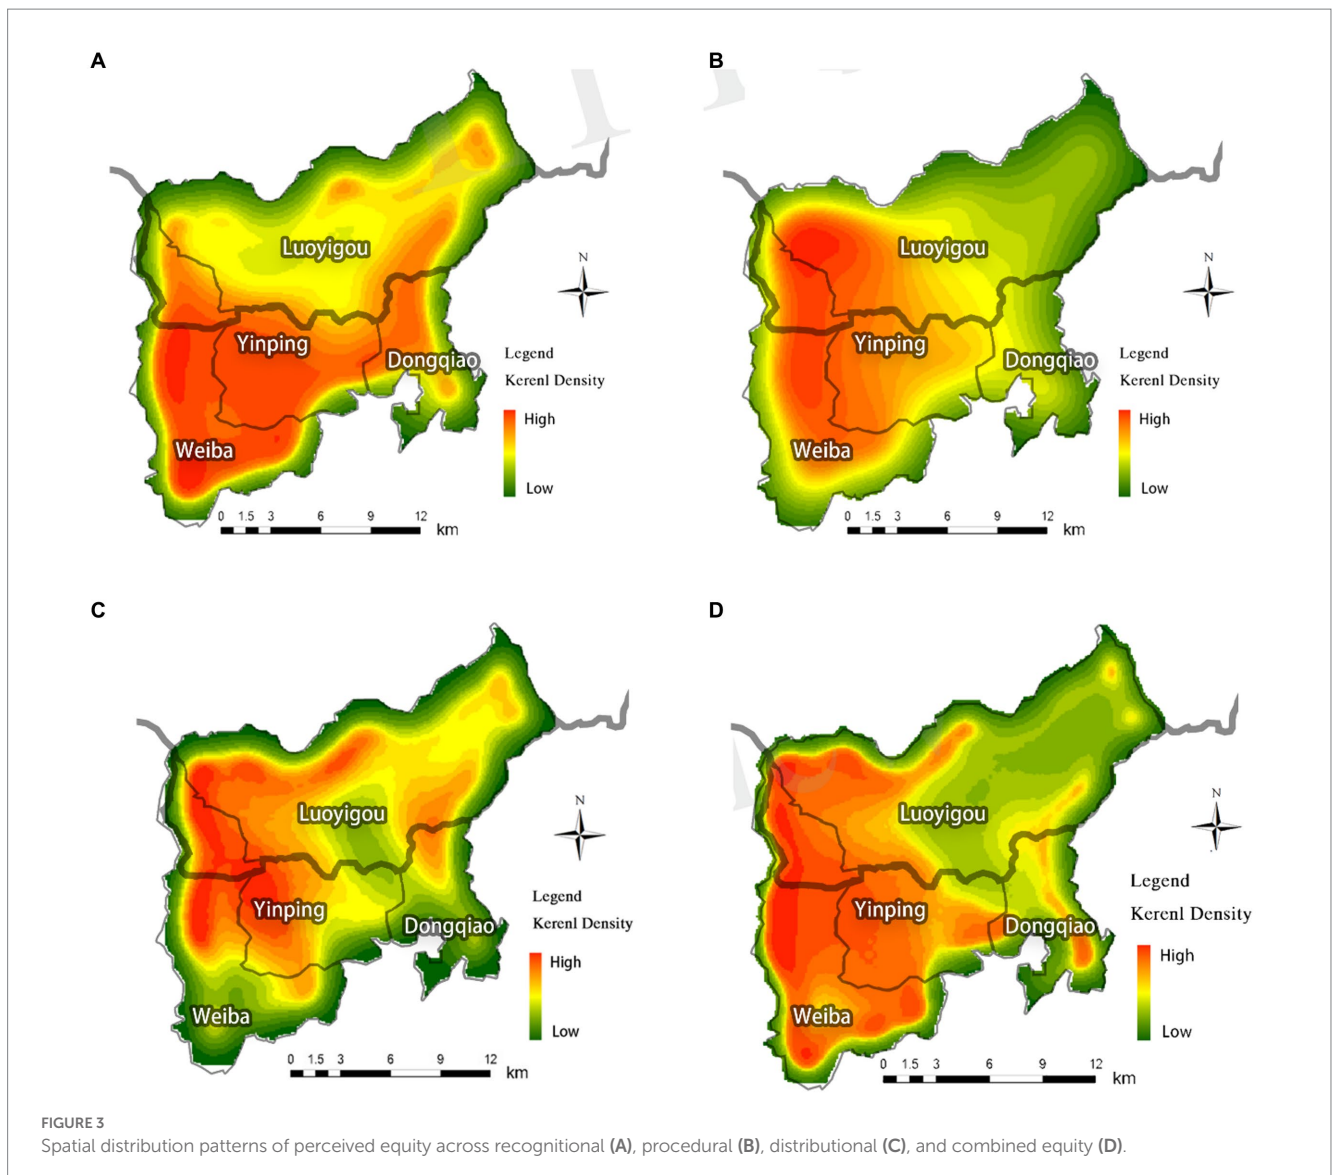 A
Luoyigou
Yinping
Dongqiao
Weiba
N
Legend
Kerenl Density
High
Low
0 1.5 3 6 9 12
km
B
Luoyigou
Yinping
Dongqiao
Weiba
N
Legend
Kerenl Density
High
Low
0 1.5 3 6 9 12
km
C
Luoyigou
Yinping
Dongqiao
Weiba
N
Legend
Kerenl Density
High
Low
0 1.5 3 6 9 12
km
D
Luoyigou
Yinping
Dongqiao
Weiba
N
Legend
Kerenl Density
High
Low
0 1.5 3 6 9 12
km
FIGURE 3
Spatial distribution patterns of perceived equity across recognitional (A), procedural (B), distributional (C), and combined equity (D).